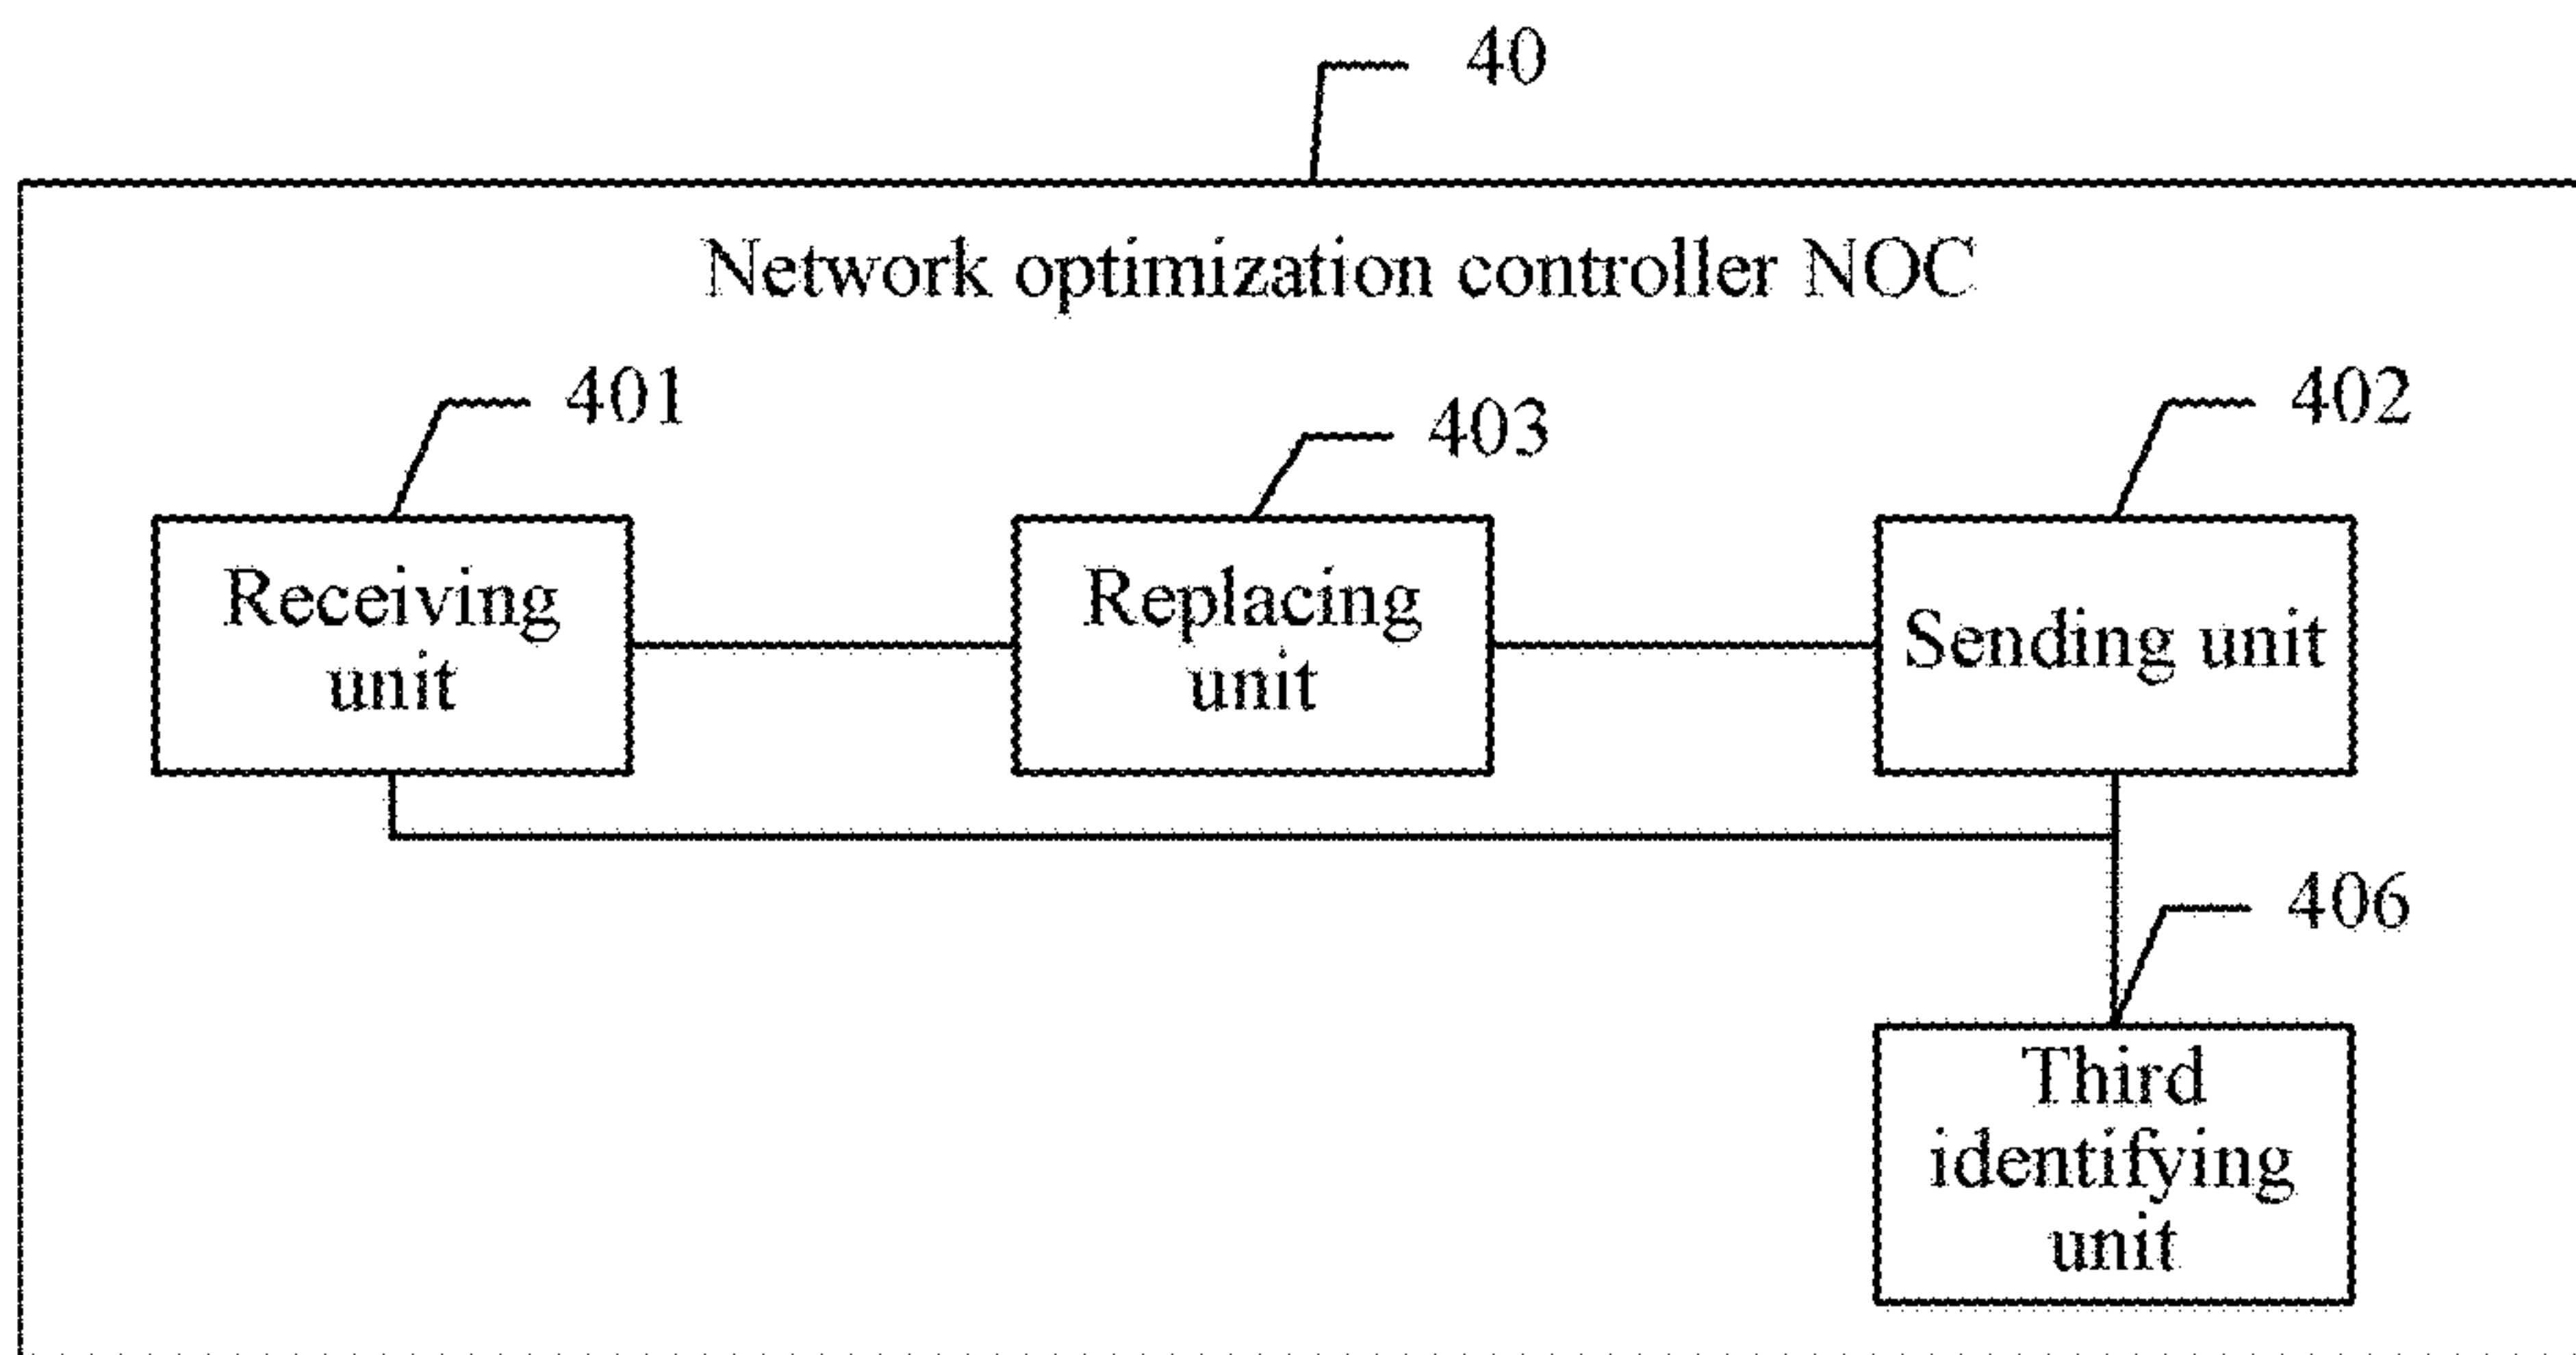 40
Network optimization controller NOC
401
403
402
Receiving
unit
Replacing
unit
Sending unit
406
Third
identifying
unit